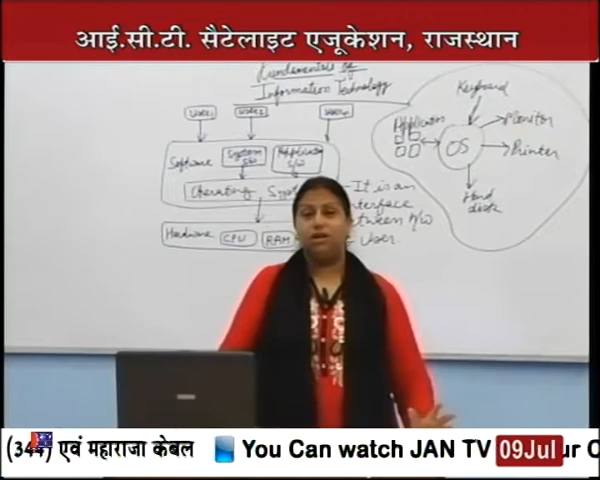 आई.सी.टी. सैटेलाइट एजूकेशन, राजस्थान
Fundamentals of
Information Technology
User1 User2 Usern
Software System S/W Application S/W
Operating
Hardware CPU RAM
It is an
Interface
between H/W
User
Keyboard
Application
OS
Monitor
Printer
Hard
disk
(344) एवं महाराजा केबल You Can watch JAN TV 09Jul